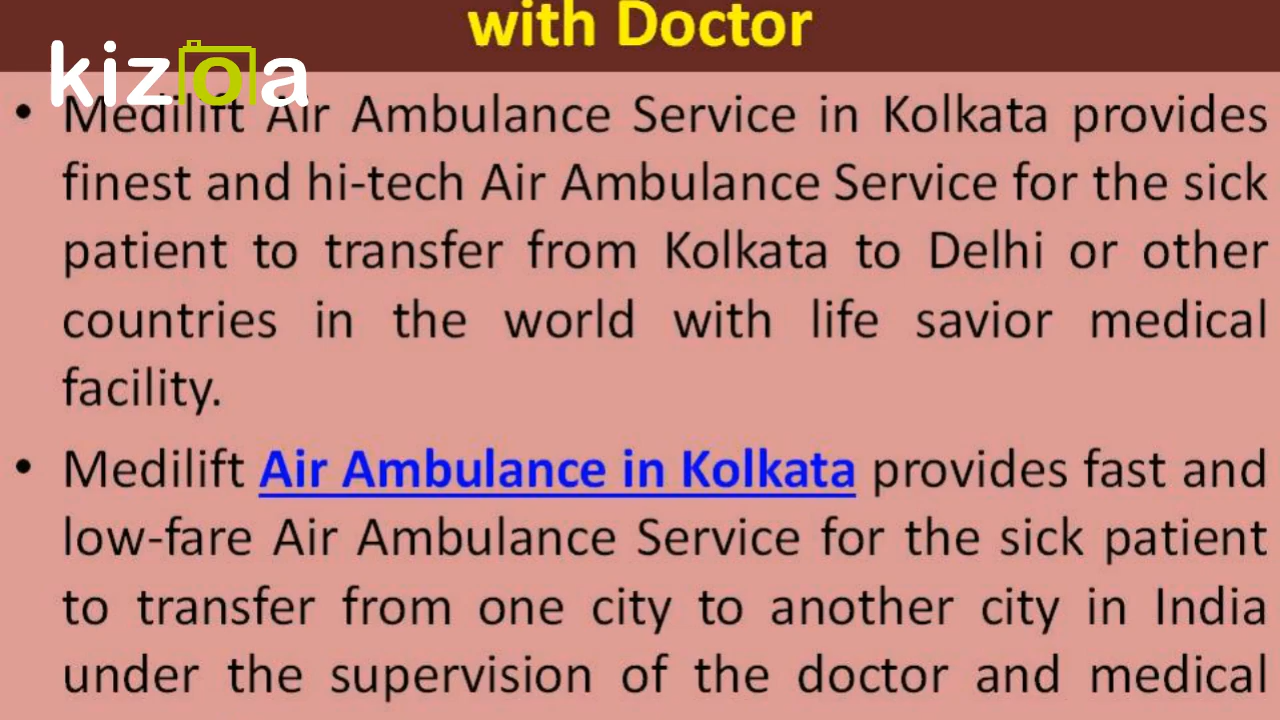 with Doctor
kizoa
• Medilift Air Ambulance Service in Kolkata provides
finest and hi-tech Air Ambulance Service for the sick
patient to transfer from Kolkata to Delhi or other
countries in the world with life savior medical
facility.
• Medilift Air Ambulance in Kolkata provides fast and
low-fare Air Ambulance Service for the sick patient
to transfer from one city to another city in India
under the supervision of the doctor and medical